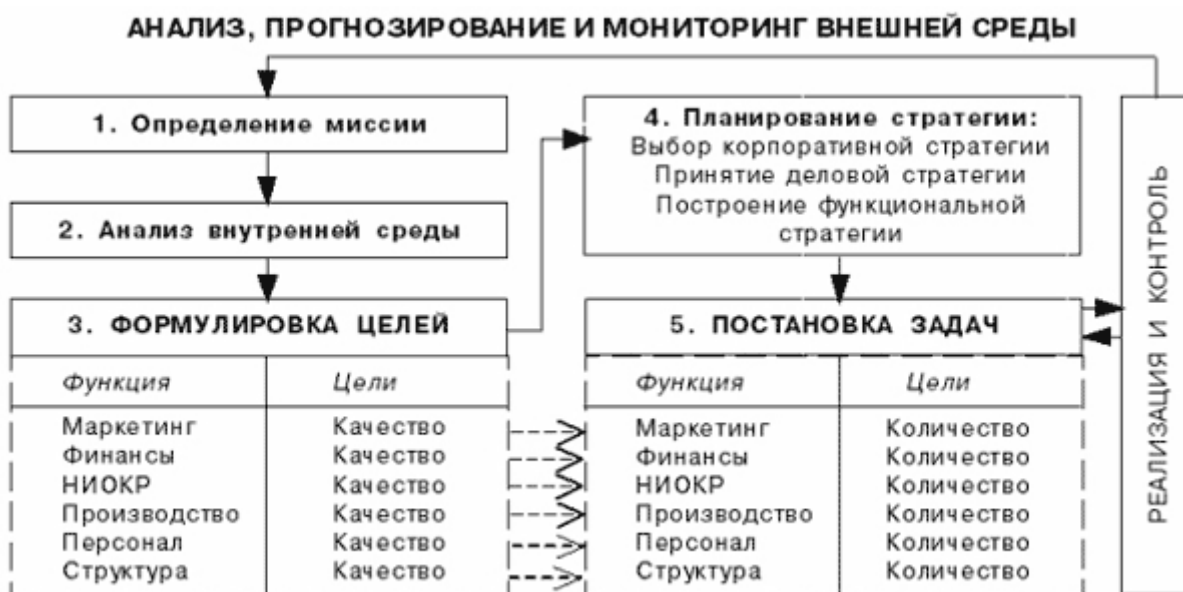 АНАЛИЗ, ПРОГНОЗИРОВАНИЕ И МОНИТОРИНГ ВНЕШНЕЙ СРЕДЫ
1. Определение миссии
2. Анализ внутренней среды
3. ФОРМУЛИРОВКА ЦЕЛЕЙ
Функция Цели
Маркетинг Качество
Финансы Качество
НИОКР Качество
Производство Качество
Персонал Качество
Структура Качество
4. Планирование стратегии:
Выбор корпоративной стратегии
Принятие деловой стратегии
Построение функциональной
стратегии
5. ПОСТАНОВКА ЗАДАЧ
Функция Цели
Маркетинг Количество
Финансы Количество
НИОКР Количество
Производство Количество
Персонал Количество
Структура Количество
РЕАЛИЗАЦИЯ И КОНТРОЛЬ